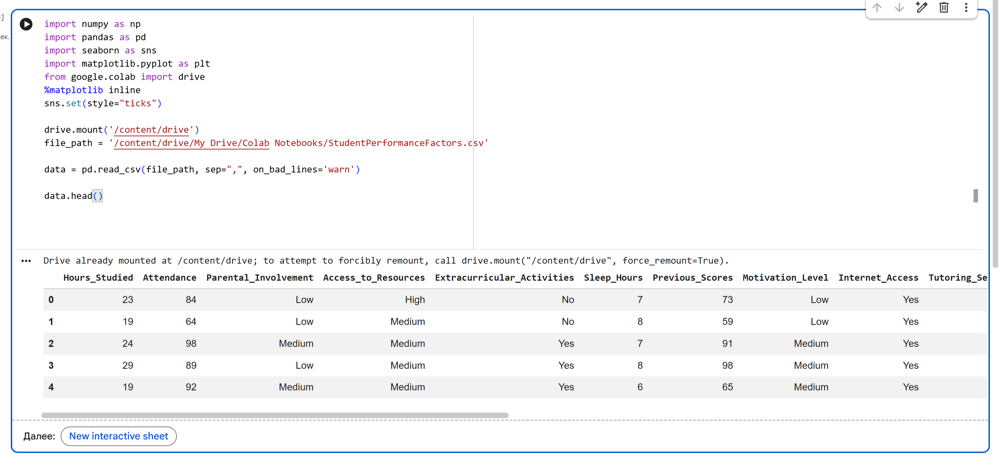 import numpy as np
import pandas as pd
import seaborn as sns
import matplotlib.pyplot as plt
from google.colab import drive
%matplotlib inline
sns.set(style="ticks")
drive.mount('/content/drive')
file_path = '/content/drive/My Drive/Colab Notebooks/StudentPerformanceFactors.csv'
data = pd.read_csv(file_path, sep=",", on_bad_lines='warn')
data.head()
Drive already mounted at /content/drive; to attempt to forcibly remount, call drive.mount("/content/drive", force_remount=True).
Hours_Studied Attendance Parental_Involvement Access_to_Resources Extracurricular_Activities Sleep_Hours Previous_Scores Motivation_Level Internet_Access Tutoring_Se
0 23 84 Low High No 7 73 Low Yes
1 19 64 Low Medium No 8 59 Low Yes
2 24 98 Medium Medium Yes 7 91 Medium Yes
3 29 89 Low Medium Yes 8 98 Medium Yes
4 19 92 Medium Medium Yes 6 65 Medium Yes
Далее: New interactive sheet